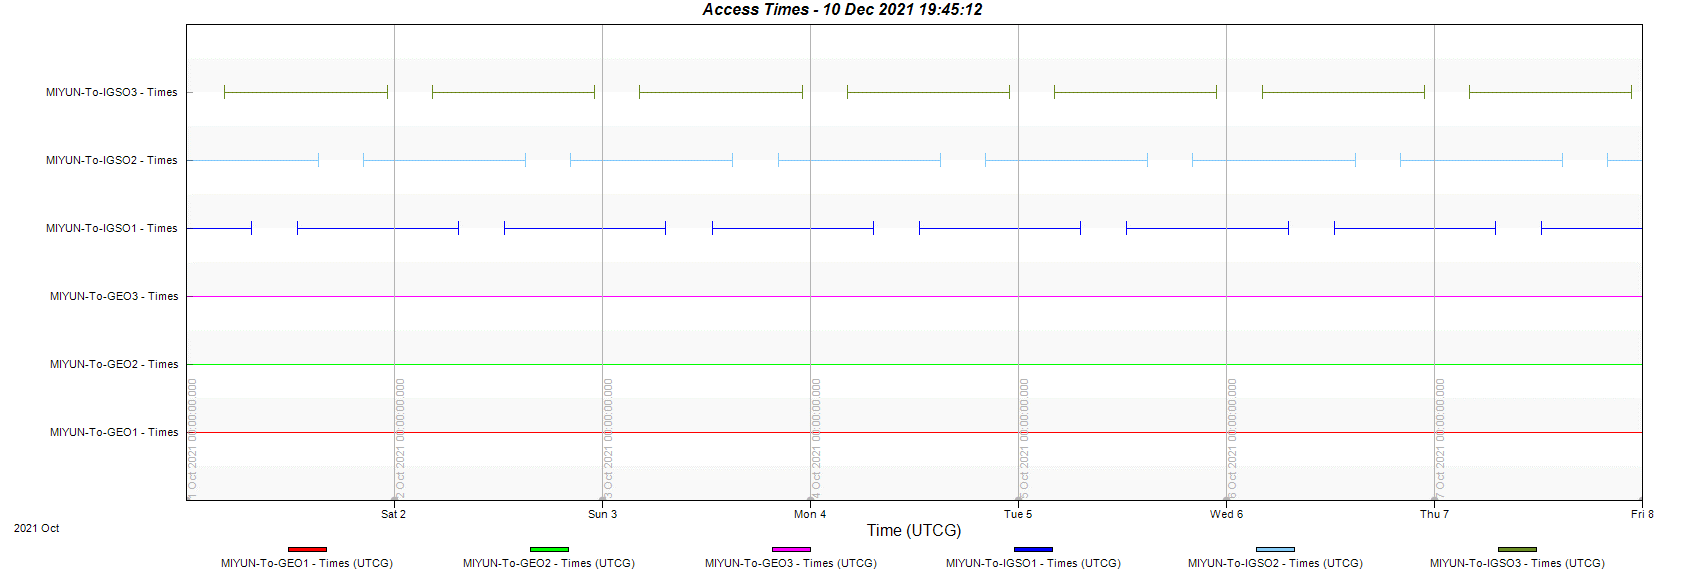 Access Times - 10 Dec 2021 19:45:12
MIYUN-To-IGSO3 - Times
MIYUN-To-IGSO2 - Times
MIYUN-To-IGSO1 - Times
MIYUN-To-GEO3 - Times
MIYUN-To-GEO2 - Times
MIYUN-To-GEO1 - Times
1 Oct 2021 00:00:00.000
2 Oct 2021 00:00:00.000
3 Oct 2021 00:00:00.000
4 Oct 2021 00:00:00.000
5 Oct 2021 00:00:00.000
6 Oct 2021 00:00:00.000
7 Oct 2021 00:00:00.000
Sat 2 Sun 3 Mon 4 Tue 5 Wed 6 Thu 7 Fri 8
2021 Oct
Time (UTCG)
MIYUN-To-GEO1 - Times (UTCG) MIYUN-To-GEO2 - Times (UTCG) MIYUN-To-GEO3 - Times (UTCG) MIYUN-To-IGSO1 - Times (UTCG) MIYUN-To-IGSO2 - Times (UTCG) MIYUN-To-IGSO3 - Times (UTCG)